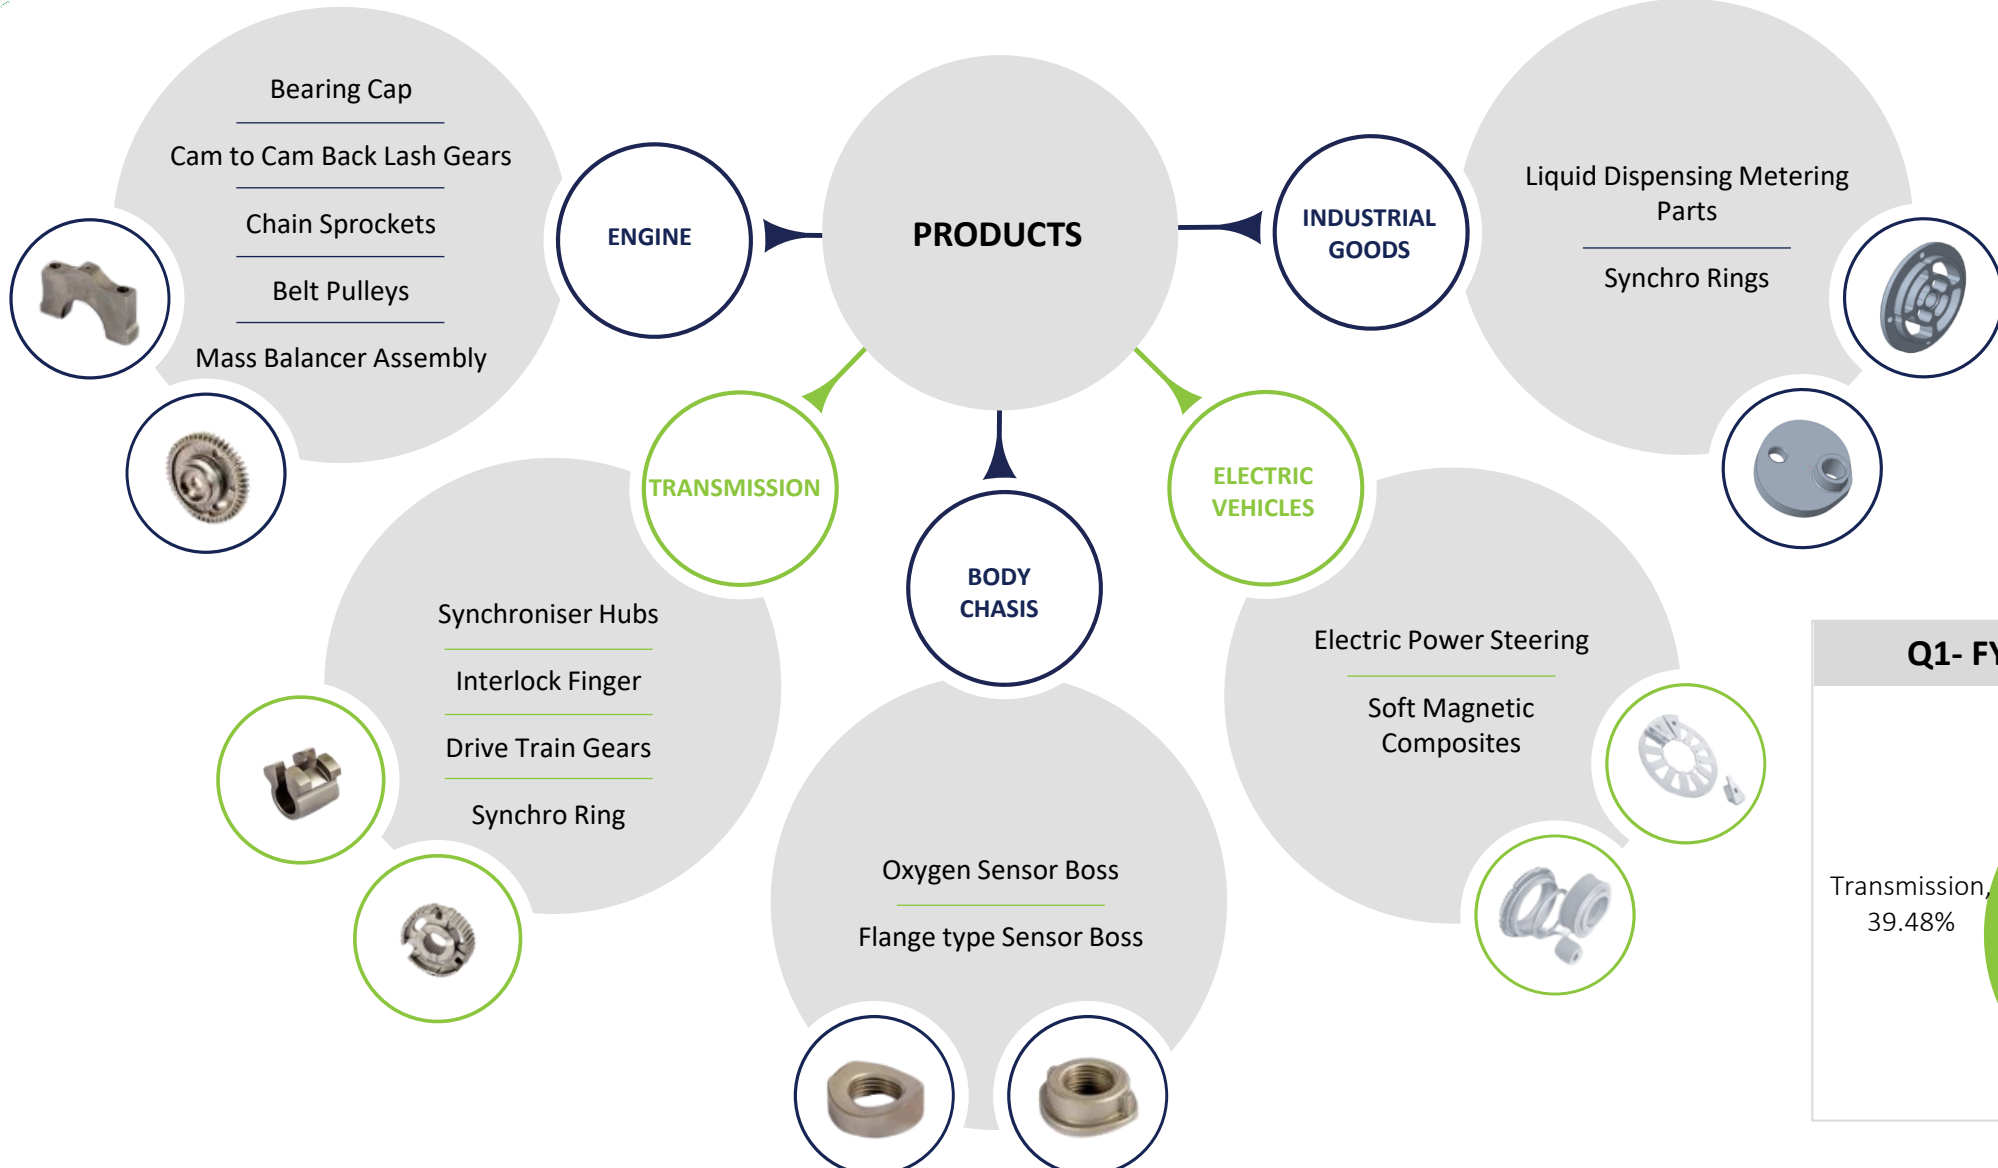 PRODUCTS
ENGINE
Bearing Cap
Cam to Cam Back Lash Gears
Chain Sprockets
Belt Pulleys
Mass Balancer Assembly
TRANSMISSION
Synchroniser Hubs
Interlock Finger
Drive Train Gears
Synchro Ring
BODY
CHASIS
Oxygen Sensor Boss
Flange type Sensor Boss
ELECTRIC
VEHICLES
Electric Power Steering
Soft Magnetic
Composites
INDUSTRIAL
GOODS
Liquid Dispensing Metering
Parts
Synchro Rings
Q1- FY
Transmission,
39.48%